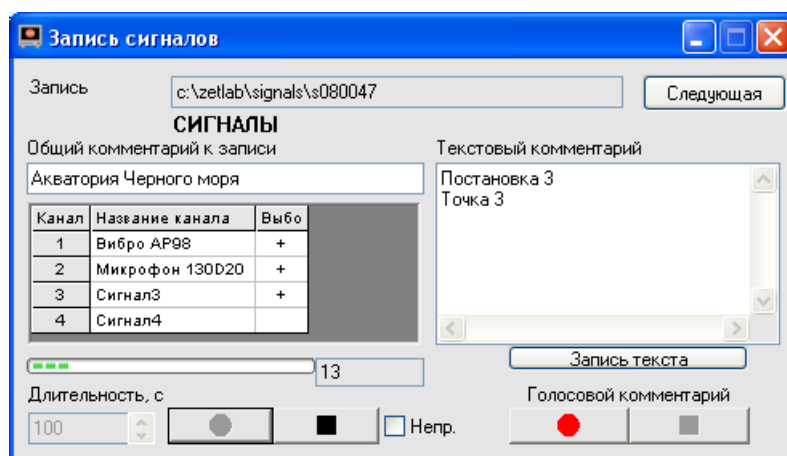 Запись сигналов
Запись
c:\zetlab\signals\s080047
Следующая
СИГНАЛЫ
Общий комментарий к записи
Акватория Черного моря
Канал Название канала Выбо
1 Вибро AP98 +
2 Микрофон 130D20 +
3 Сигнал3 +
4 Сигнал4
Текстовый комментарий
Постановка 3
Точка 3
13
Запись текста
Длительность, с
100
Непр.
Голосовой комментарий